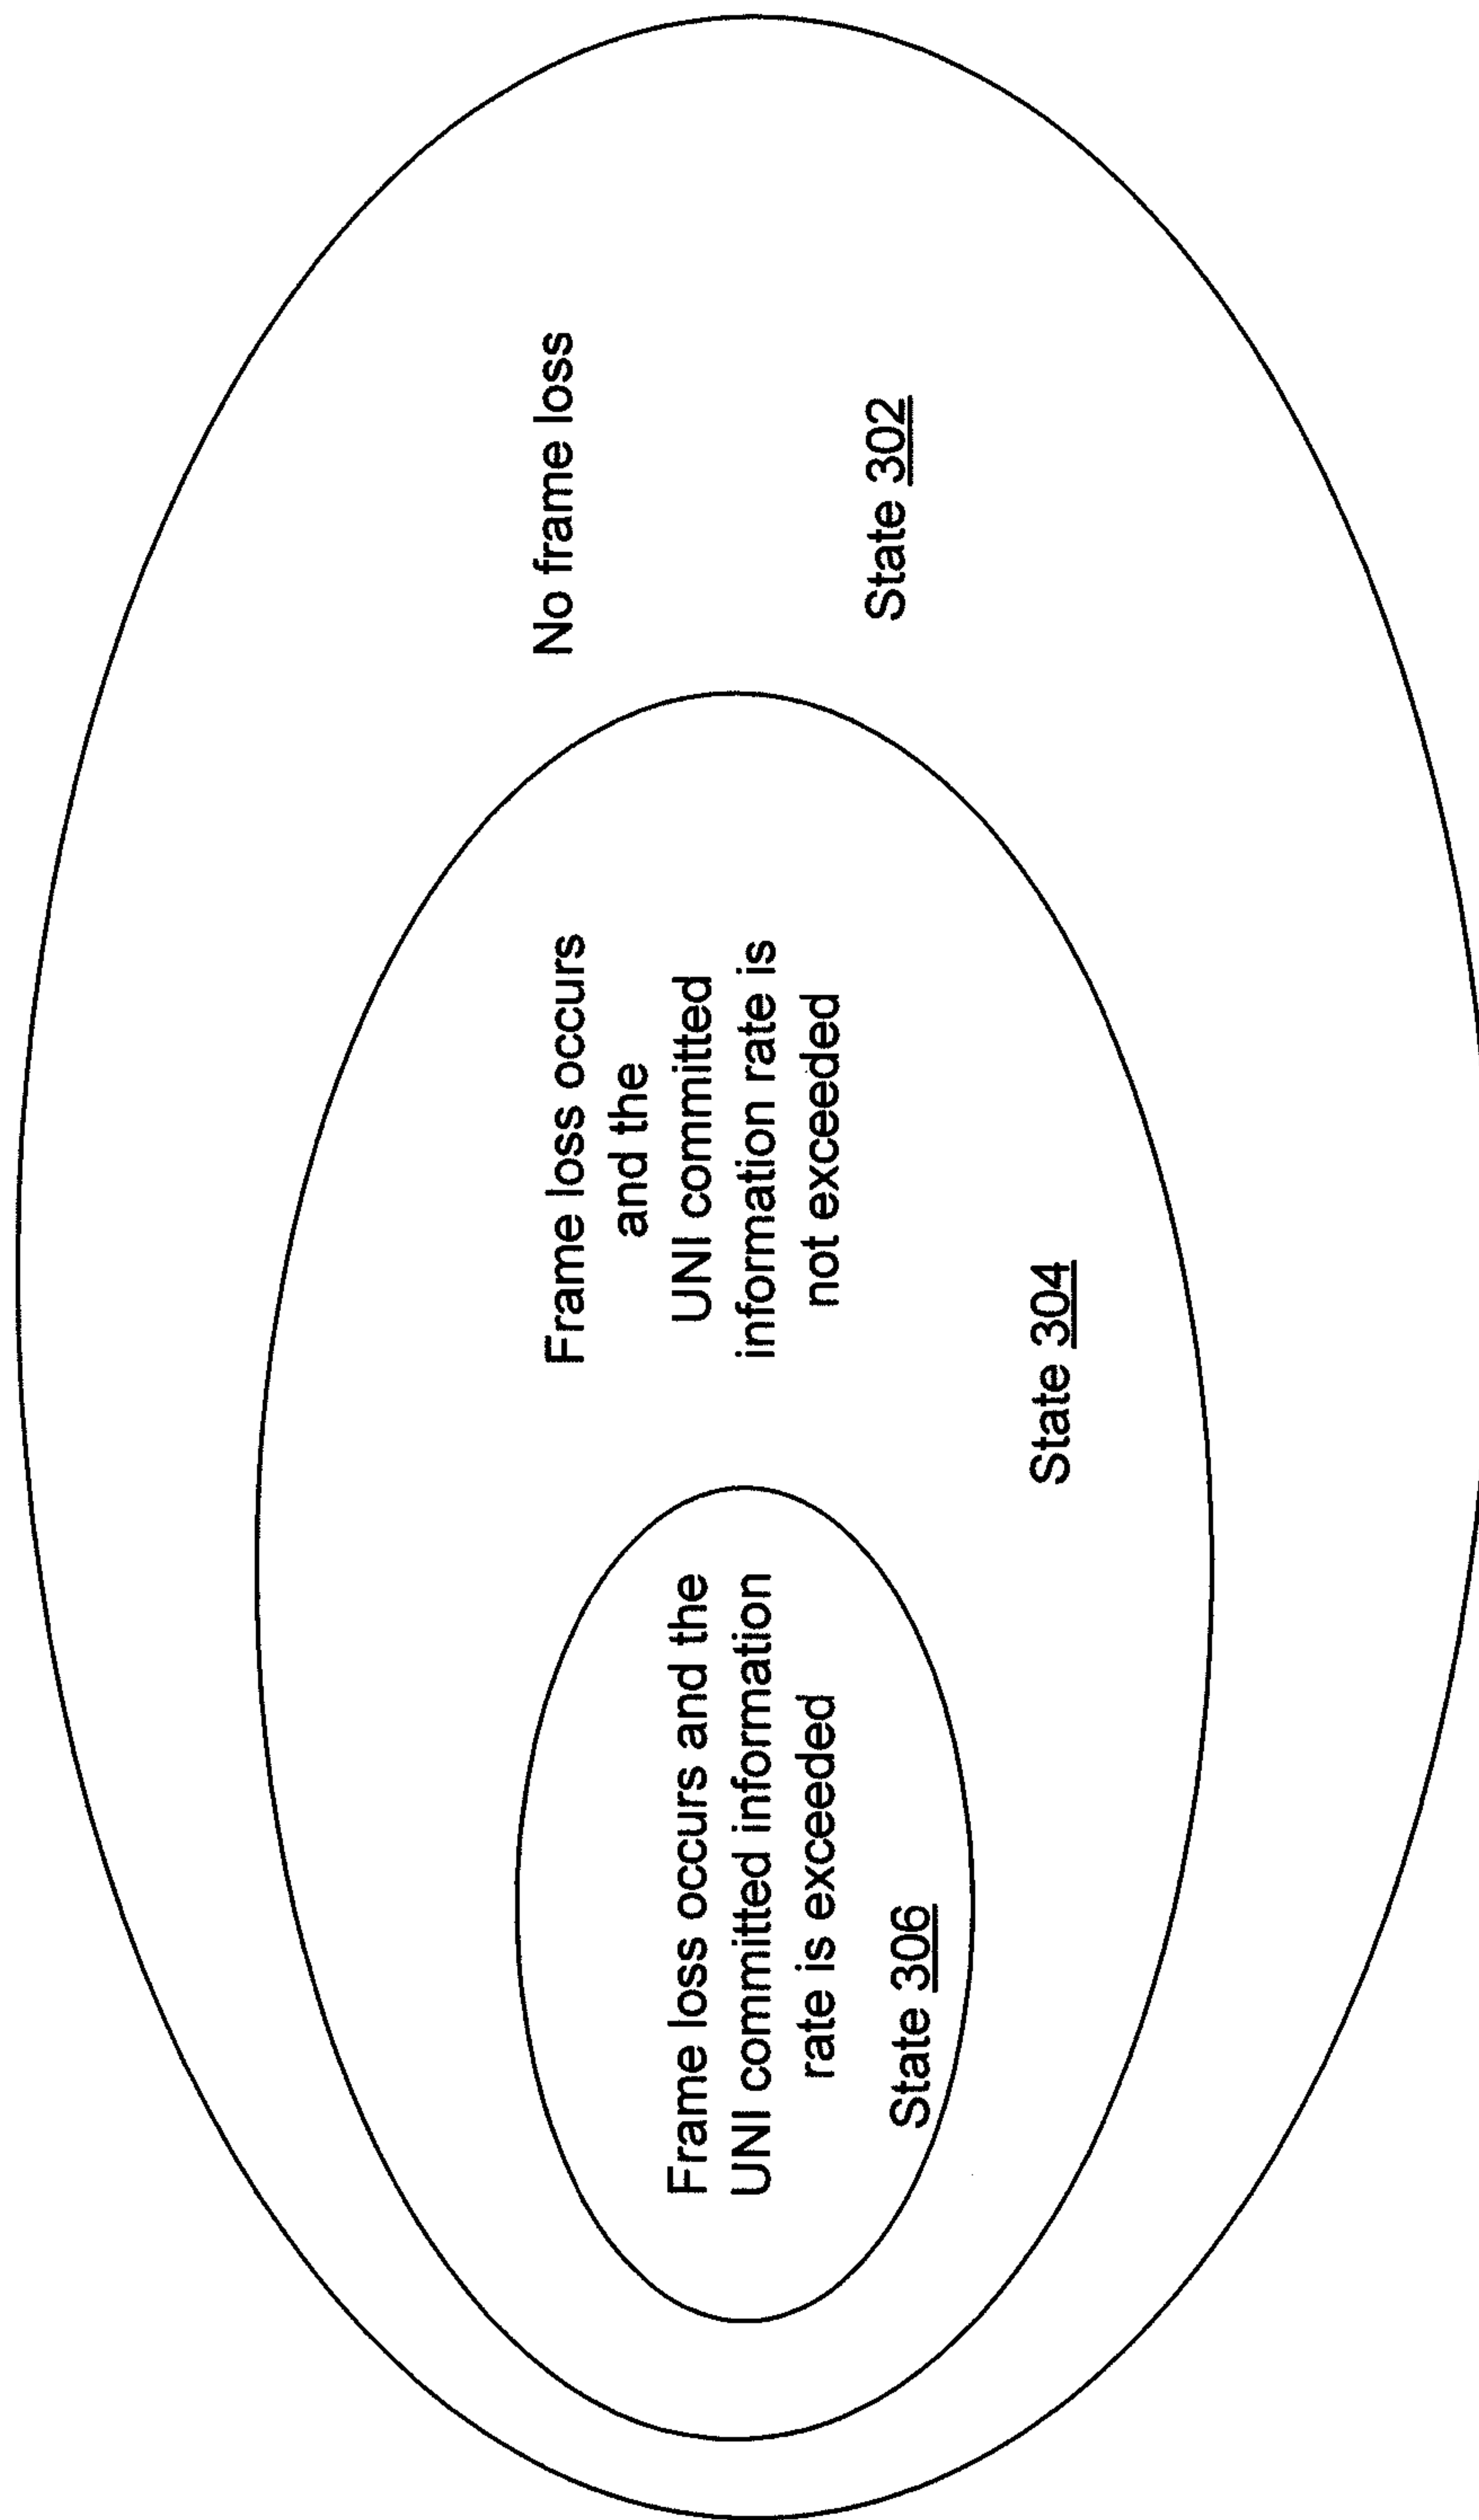 Frame loss occurs and the
UNI committed information
rate is exceeded
State 306
Frame loss occurs
and the
UNI committed
information rate is
not exceeded
State 304
No frame loss
State 302